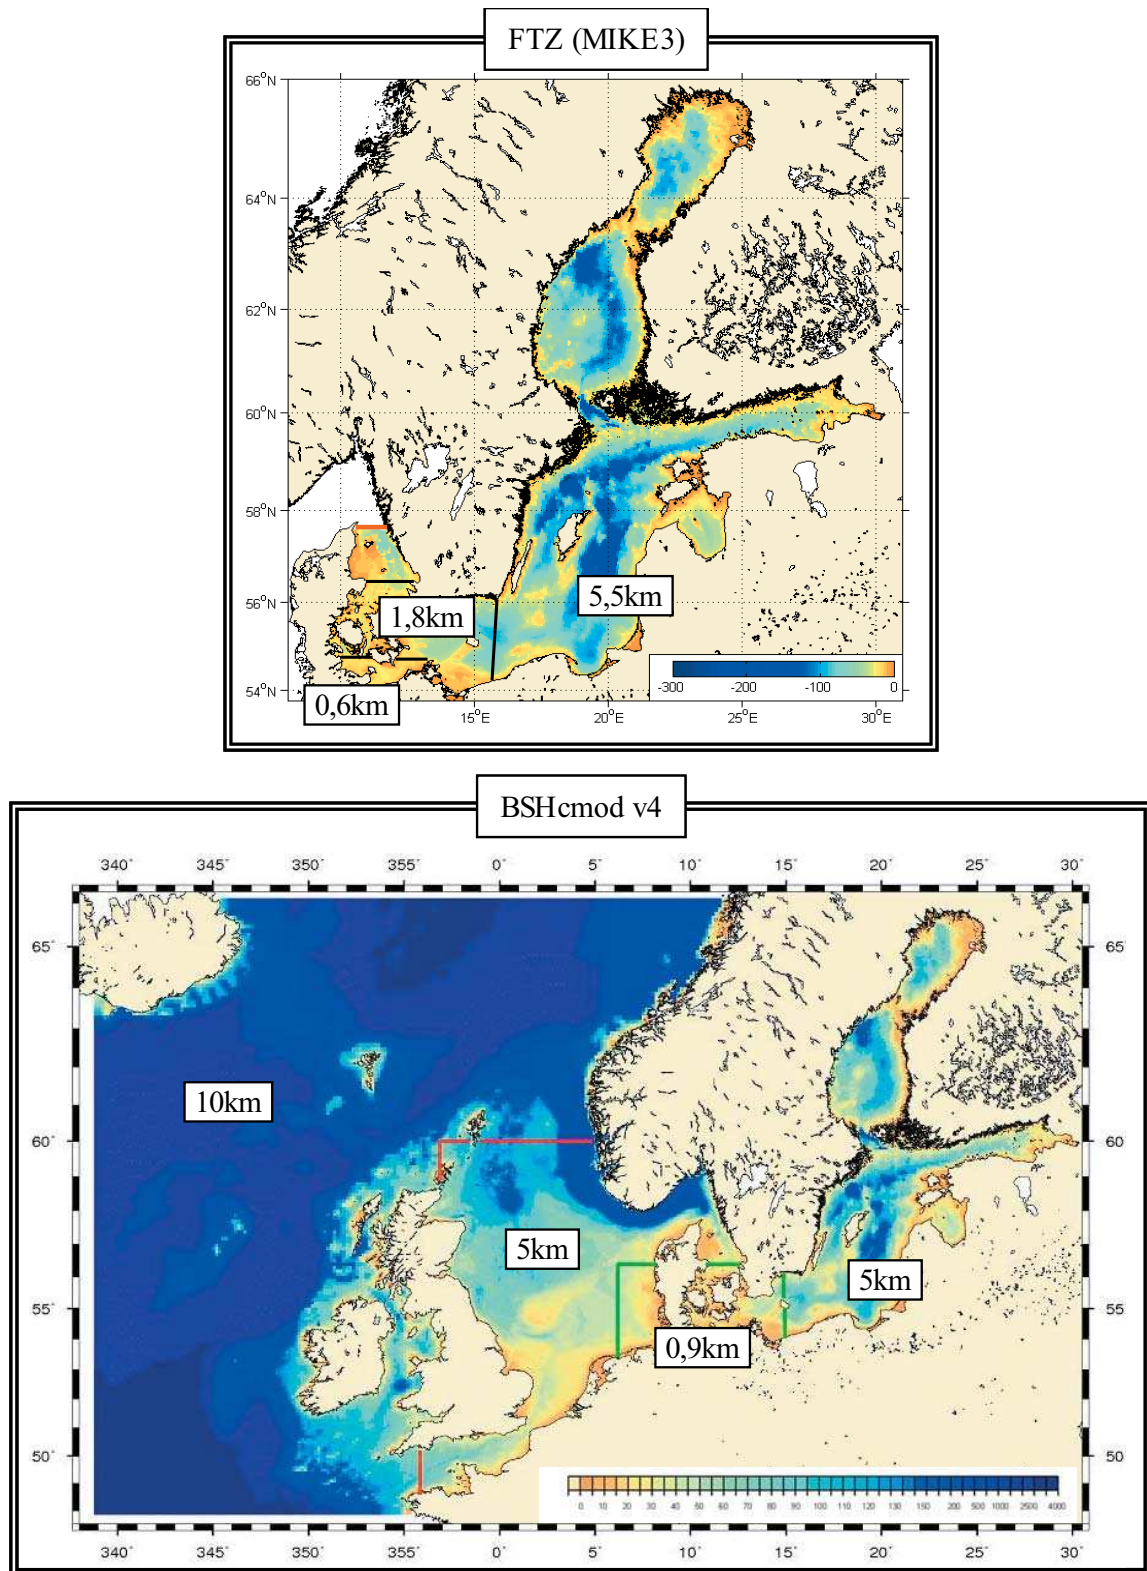 FTZ (MIKE3)
66°N
64°N
62°N
60°N
58°N
56°N
54°N
1,8km
5,5km
0,6km
-300 -200 -100 0
15°E 20°E 25°E 30°E
BSHcmod v4
340° 345° 350° 355° 0° 5° 10° 15° 20° 25° 30°
65° 65
10km
60° 60
5km
5km
55° 55
0,9km
50° 50
0 10 20 30 40 50 60 70 80 90 100 110 130 150 200 500 1000 2500 4000
340° 345° 350° 355° 0° 5° 10° 15° 20° 25° 30°